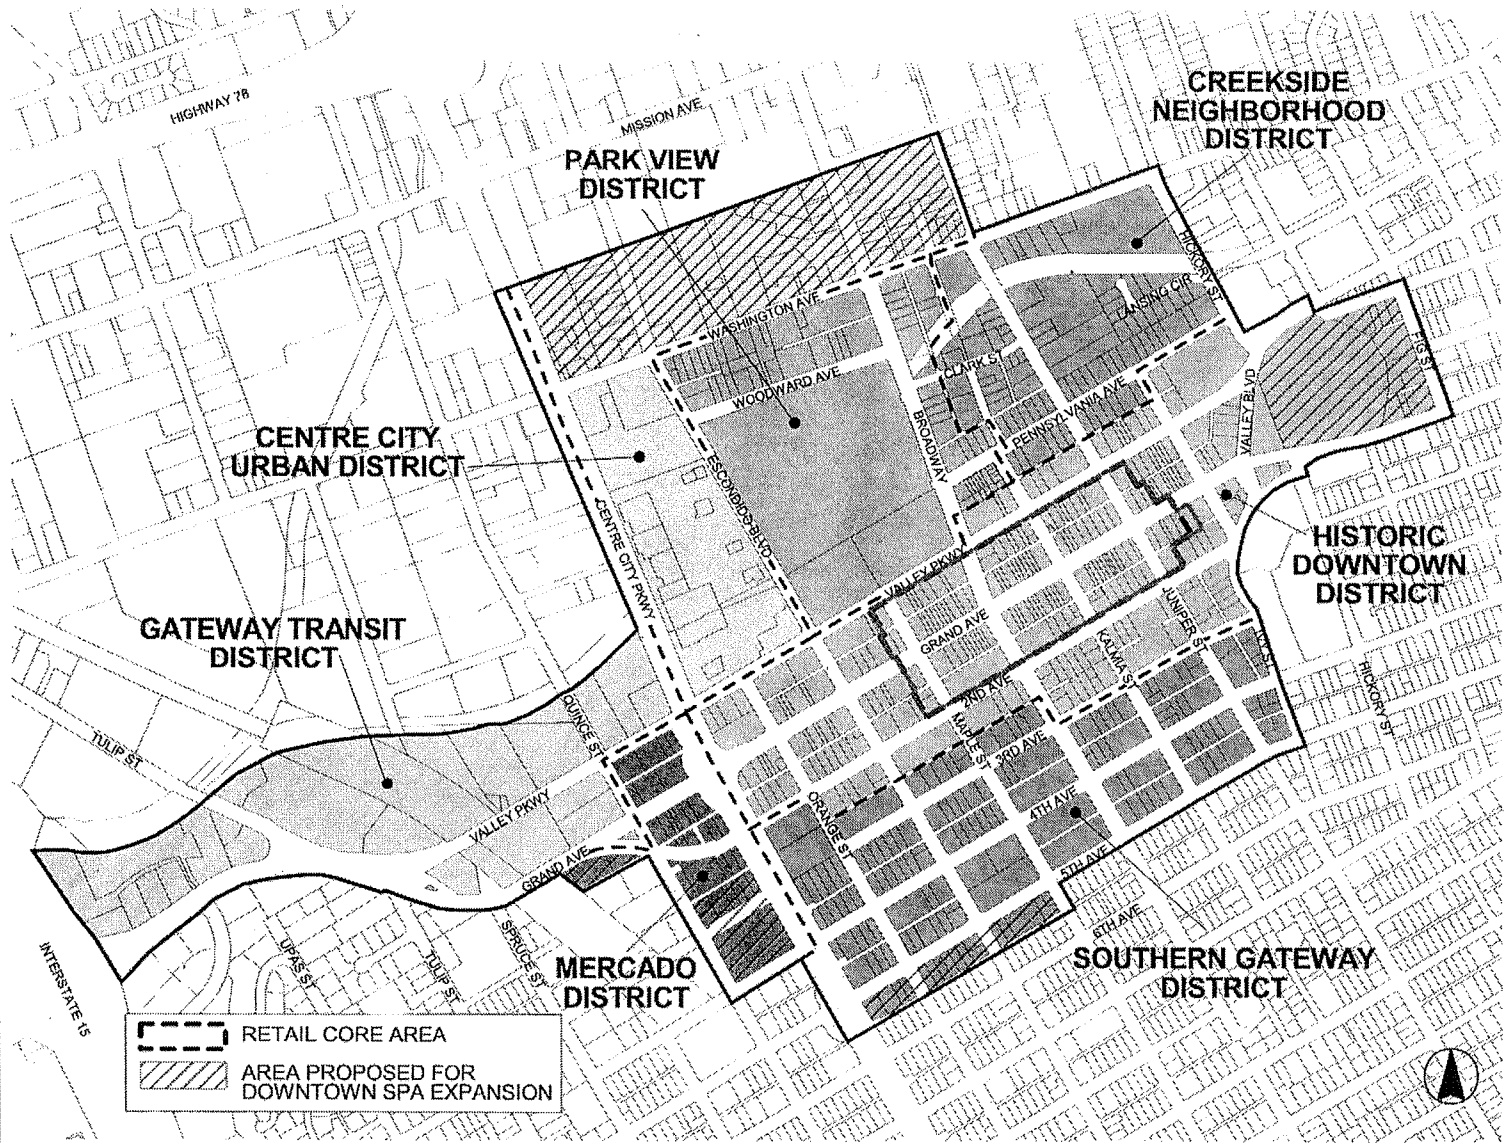 HIGHWAY 78
MISSION AVE
CREEKSIDE
NEIGHBORHOOD
DISTRICT
PARK VIEW
DISTRICT
HICKORY ST
LANSING CIR
WASHINGTON AVE
WOODWARD AVE
CLARK ST
FIG ST
VALLEY BLVD
PENNSYLVANIA AVE
BROADWAY
CENTRE CITY
URBAN DISTRICT
ESCONDIDO BLVD
CENTRE CITY PKWY
VALLEY PKWY
HISTORIC
DOWNTOWN
DISTRICT
GATEWAY TRANSIT
DISTRICT
GRAND AVE
JUNIPER ST
KALMIA ST
IVY ST
HICKORY ST
2ND AVE
MAPLE ST
3RD AVE
QUINCE ST
TULIP ST
VALLEY PKWY
ORANGE ST
4TH AVE
5TH AVE
GRAND AVE
6TH AVE
INTERSTATE 15
UPAS ST
TULIP ST
SPRUCE ST
MERCADO
DISTRICT
SOUTHERN GATEWAY
DISTRICT
RETAIL CORE AREA
AREA PROPOSED FOR
DOWNTOWN SPA EXPANSION